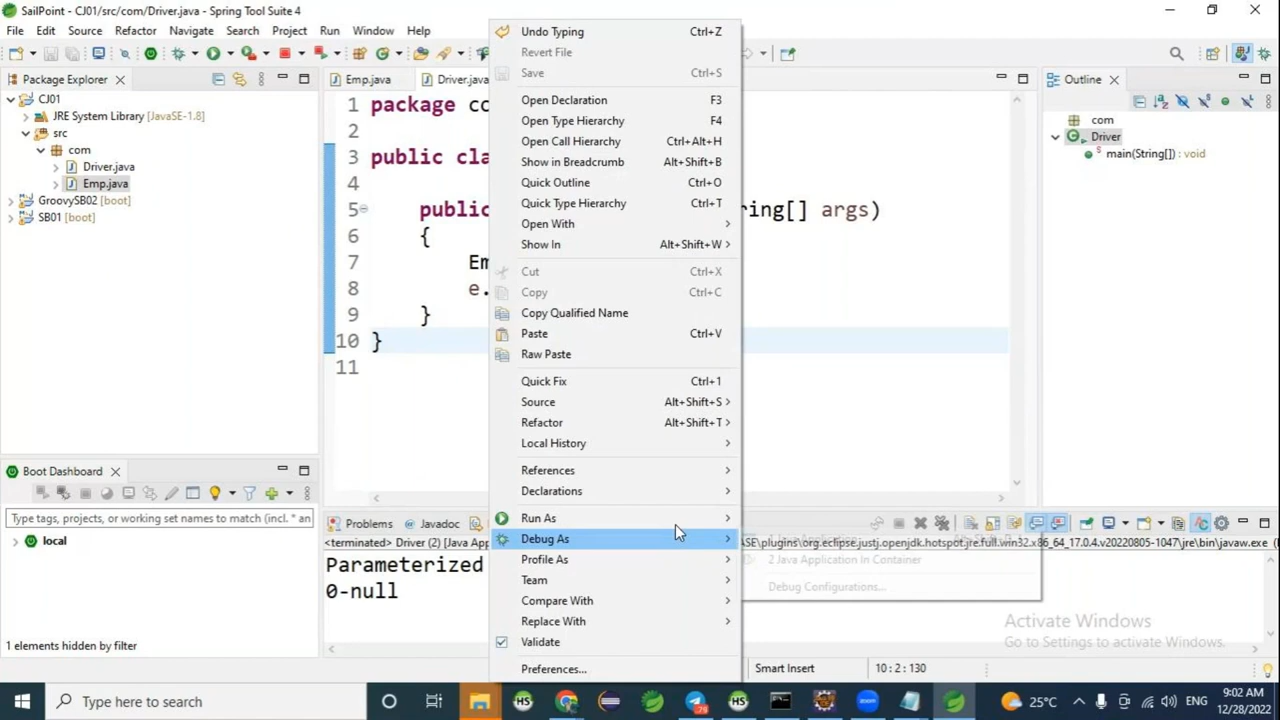 SailPoint - CJ01/src/com/Driver.java - Spring Tool Suite 4
File Edit Source Refactor Navigate Search Project Run Window Help
Package Explorer
CJ01
JRE System Library [JavaSE-1.8]
src
com
Driver.java
Emp.java
GroovySB02 [boot]
SB01 [boot]
Boot Dashboard
Type tags, projects, or working set names to match (incl. * an
local
1 elements hidden by filter
Emp.java
Driver.java
1 package co
2
3 public cla
4
5 public ring[] args)
6 {
7 Em
8 e.
9 }
10 }
11
Undo Typing Ctrl+Z
Revert File
Save Ctrl+S
Open Declaration F3
Open Type Hierarchy F4
Open Call Hierarchy Ctrl+Alt+H
Show in Breadcrumb Alt+Shift+B
Quick Outline Ctrl+O
Quick Type Hierarchy Ctrl+T
Open With
Show In Alt+Shift+W
Cut Ctrl+X
Copy Ctrl+C
Copy Qualified Name
Paste Ctrl+V
Raw Paste
Quick Fix Ctrl+1
Source Alt+Shift+S
Refactor Alt+Shift+T
Local History
References
Declarations
Run As
Debug As
Profile As
Team
Compare With
Replace With
Validate
Preferences...
2 Java Application in Container
Debug Configurations...
Outline
com
Driver
main(String[]) : void
Problems Javadoc
<terminated> Driver (2) [Java App
ASE\plugins\org.eclipse.justj.openjdk.hotspot.jre.full.win32.x86_64_17.0.4.v20220805-1047\jre\bin\javaw.exe (
Parameterized
0-null
Activate Windows
Go to Settings to activate Windows.
Smart Insert 10 : 2 : 130
Type here to search
25°C
ENG
9:02 AM
12/28/2022